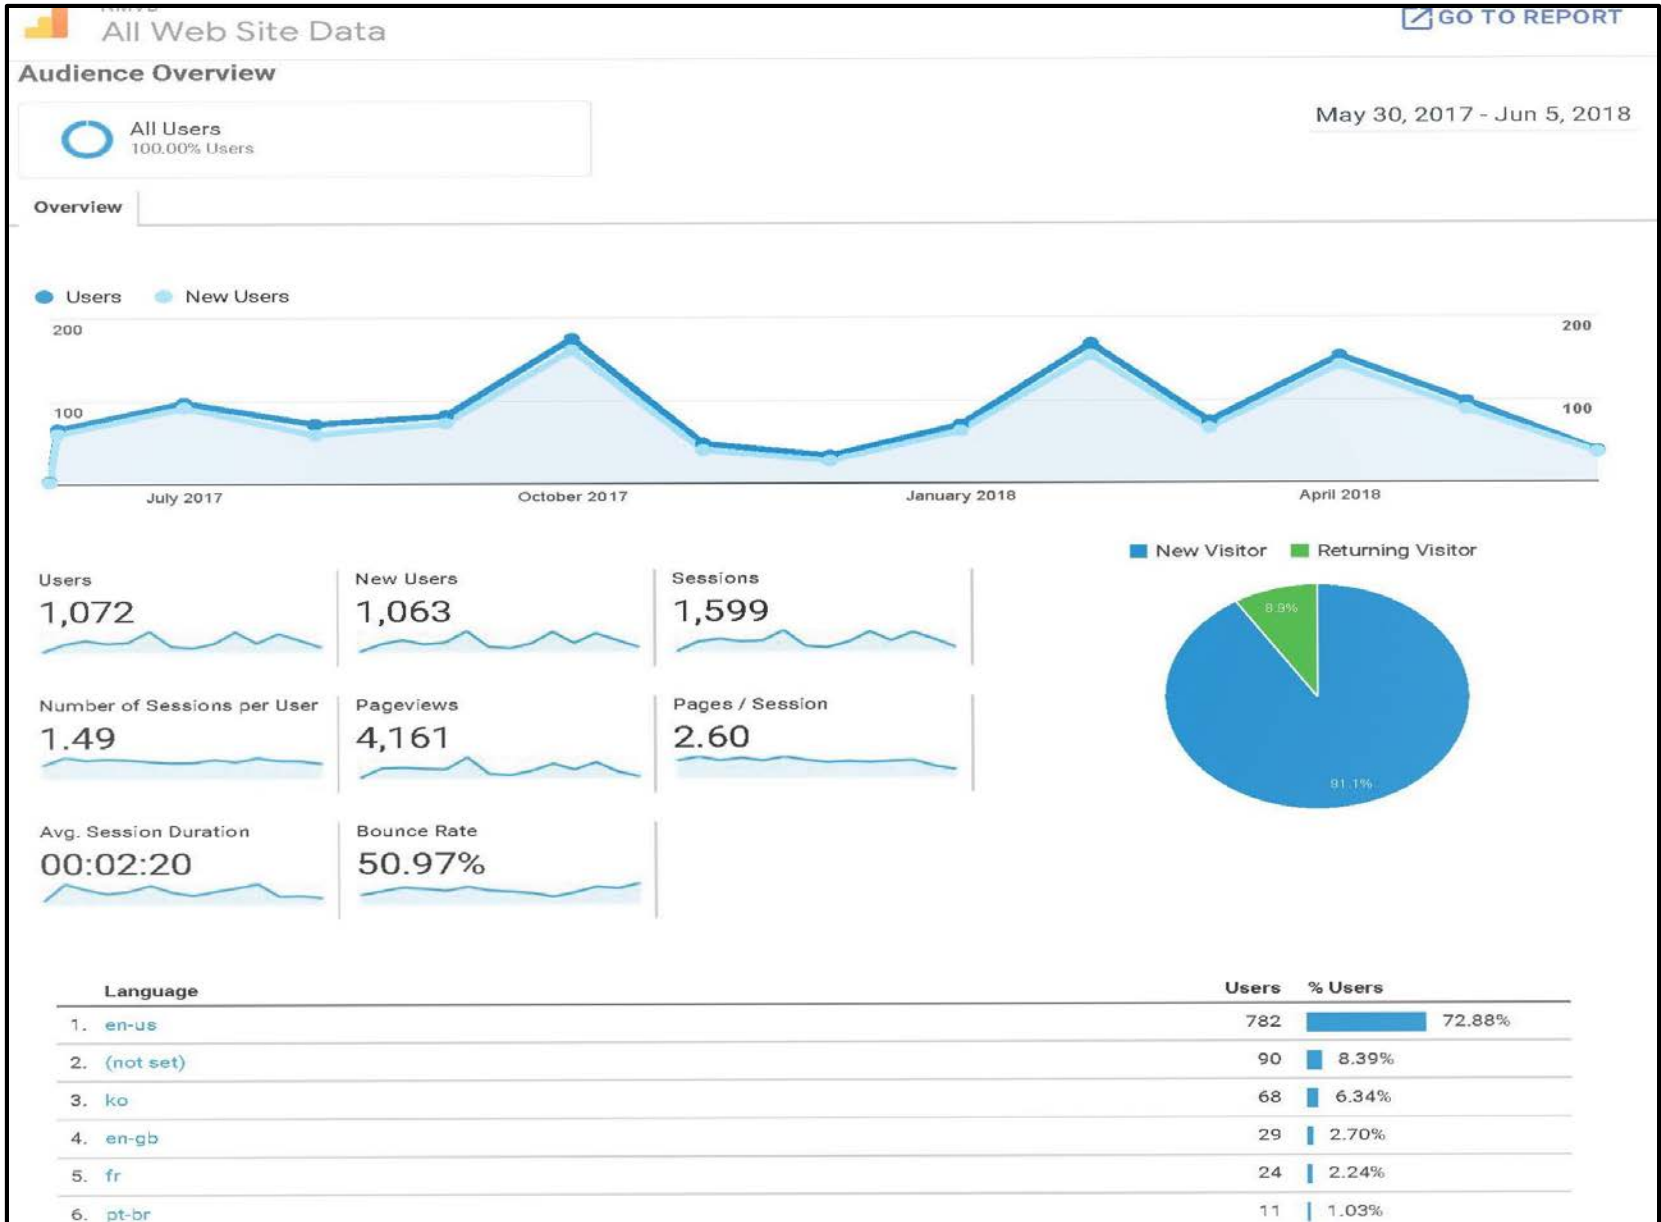 All Web Site Data
GO TO REPORT
Audience Overview
All Users
100.00% Users
May 30, 2017 - Jun 5, 2018
Overview
Users
New Users
200
200
100
100
July 2017
October 2017
January 2018
April 2018
New Visitor
Returning Visitor
Users
1,072
New Users
1,063
Sessions
1,599
Number of Sessions per User
1.49
Pageviews
4,161
Pages / Session
2.60
Avg. Session Duration
00:02:20
Bounce Rate
50.97%
8.9%
91.1%
Language Users % Users
1. en-us 782 72.88%
2. (not set) 90 8.39%
3. ko 68 6.34%
4. en-gb 29 2.70%
5. fr 24 2.24%
6. pt-br 11 1.03%